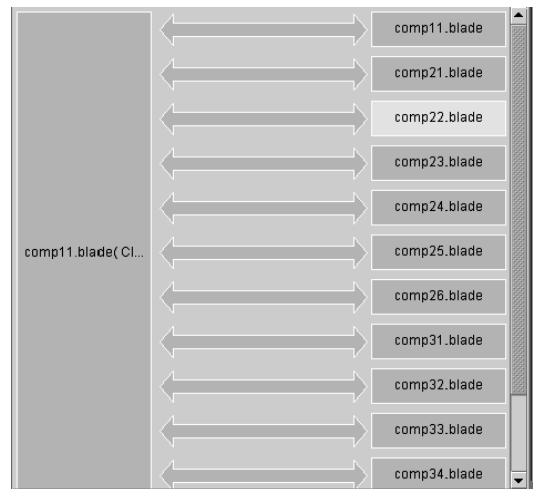 comp11.blade
comp21.blade
comp22.blade
comp23.blade
comp24.blade
comp11.blade( Cl...
comp25.blade
comp26.blade
comp31.blade
comp32.blade
comp33.blade
comp34.blade